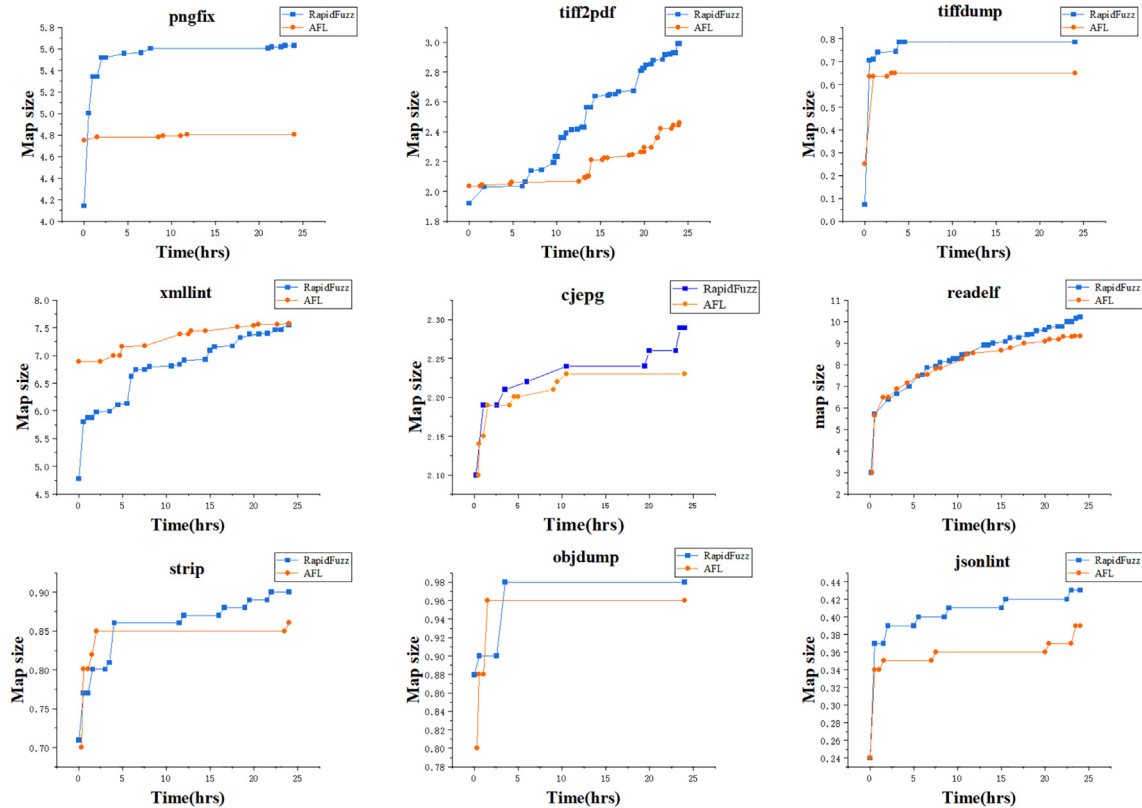 pngfix
RapidFuzz
AFL
Map size
5.8
5.6
5.4
5.2
5.0
4.8
4.6
4.4
4.2
4.0
0 5 10 15 20 25
Time(hrs)
tiff2pdf
RapidFuzz
AFL
Map size
3.0
2.8
2.6
2.4
2.2
2.0
1.8
0 5 10 15 20 25
Time(hrs)
tiffdump
RapidFuzz
AFL
Map size
0.8
0.7
0.6
0.5
0.4
0.3
0.2
0.1
0.0
0 5 10 15 20 25
Time(hrs)
xmllint
RapidFuzz
AFL
Map size
8.0
7.5
7.0
6.5
6.0
5.5
5.0
4.5
0 5 10 15 20 25
Time(hrs)
cjepg
RapidFuzz
AFL
Map size
2.30
2.25
2.20
2.15
2.10
0 5 10 15 20 25
Time(hrs)
readelf
RapidFuzz
AFL
map size
11
10
9
8
7
6
5
4
3
2
0 5 10 15 20 25
Time(hrs)
strip
RapidFuzz
AFL
Map size
0.90
0.85
0.80
0.70
0 5 10 15 20 25
Time(hrs)
objdump
RapidFuzz
AFL
Map size
0.98
0.96
0.94
0.92
0.90
0.88
0.86
0.84
0.82
0.80
0.78
0 5 10 15 20 25
Time(hrs)
jsonlint
RapidFuzz
AFL
Map size
0.44
0.42
0.40
0.38
0.36
0.34
0.32
0.30
0.28
0.26
0.24
0 5 10 15 20 25
Time(hrs)